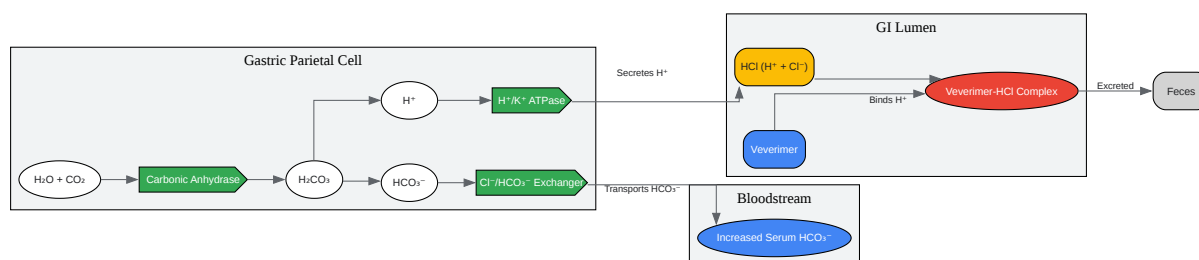 Gastric Parietal Cell
H₂O + CO₂
Carbonic Anhydrase
H₂CO₃
H⁺
HCO₃⁻
H⁺/K⁺ ATPase
Cl⁻/HCO₃⁻ Exchanger
Secretes H⁺
Transports HCO₃⁻
GI Lumen
HCl (H⁺ + Cl⁻)
Veverimer
Binds H⁺
Veverimer-HCl Complex
Excreted
Feces
Bloodstream
Increased Serum HCO₃⁻